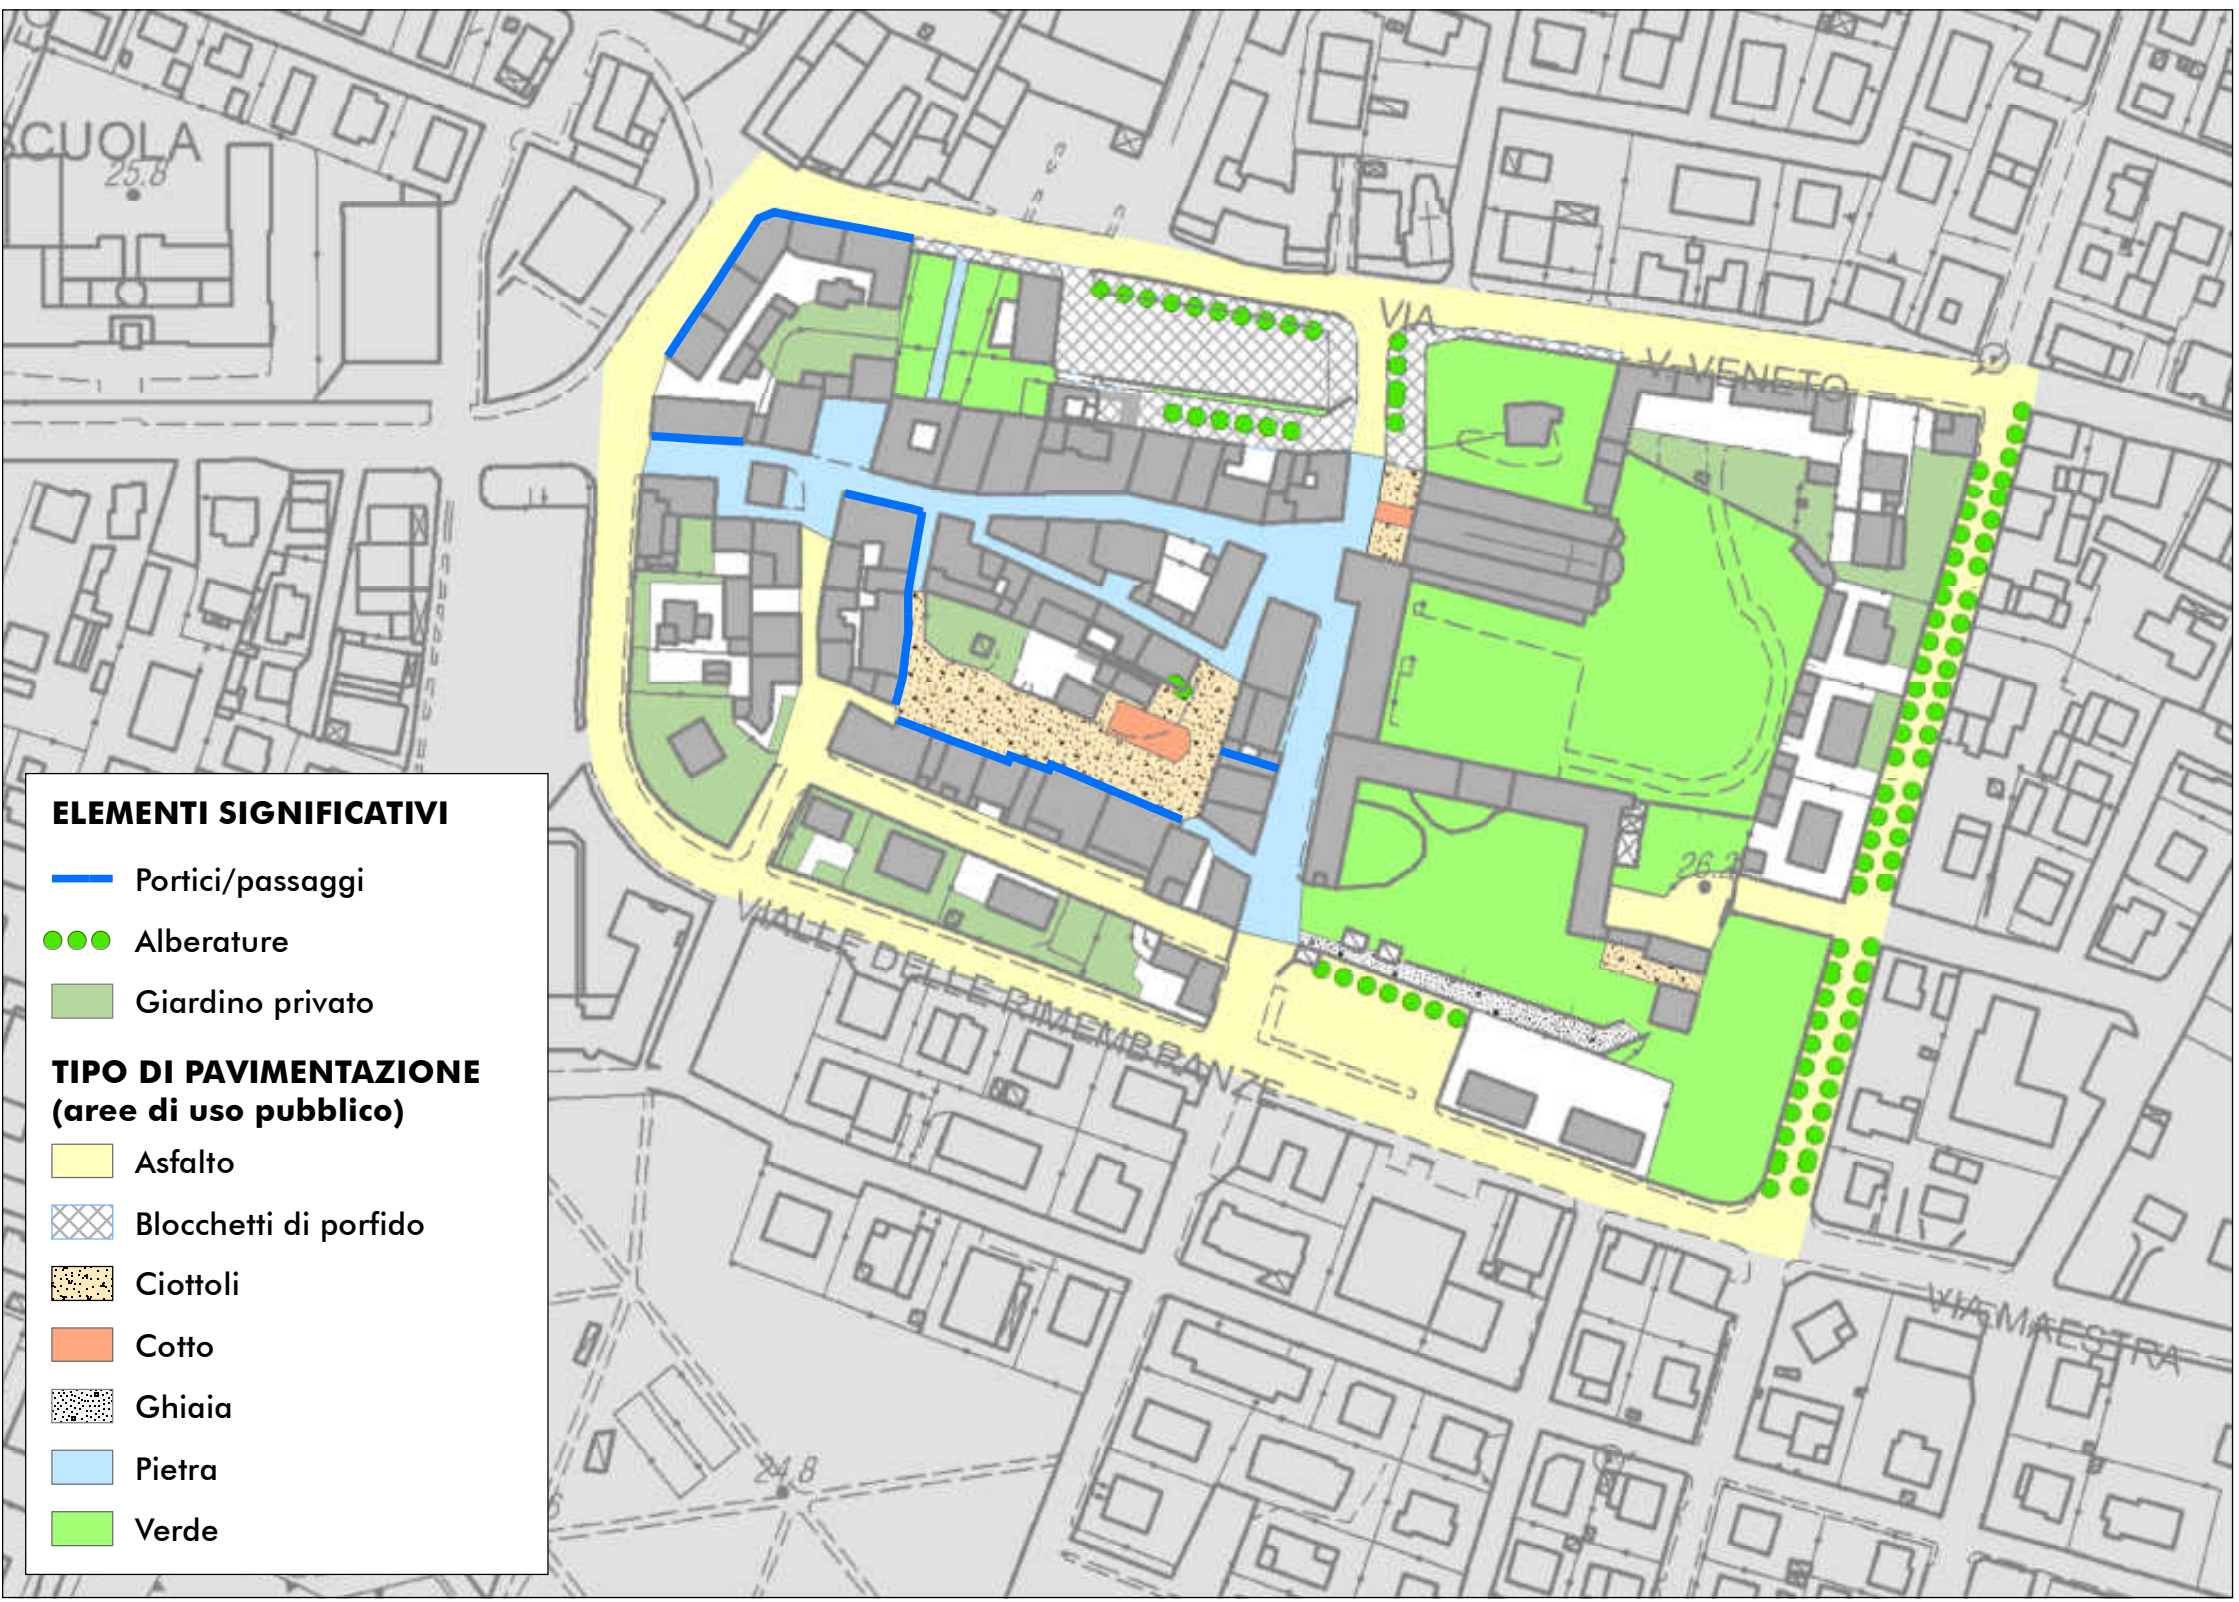 SCUOLA
25.8
VIA
V. VENETO
26.2
VIALLE DELLE RIMEMBRANZE
VIA MAESTRA
24.8
ELEMENTI SIGNIFICATIVI
Portici/passaggi
Alberature
Giardino privato
TIPO DI PAVIMENTAZIONE
(aree di uso pubblico)
Asfalto
Blocchetti di porfido
Ciottoli
Cotto
Ghiaia
Pietra
Verde